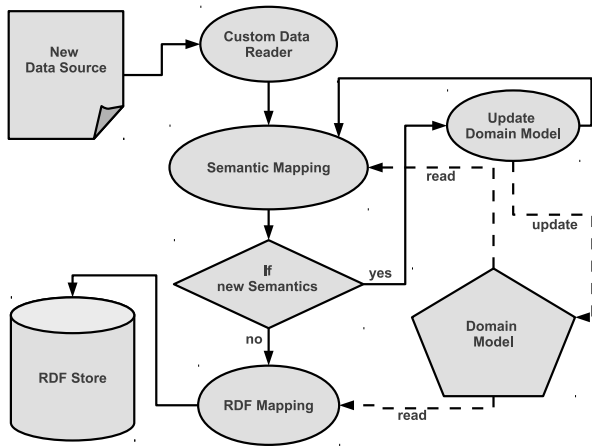 New
Data Source
Custom Data
Reader
Update
Domain Model
Semantic Mapping
read
update
If
new Semantics
yes
Domain
Model
no
RDF Store
RDF Mapping
read